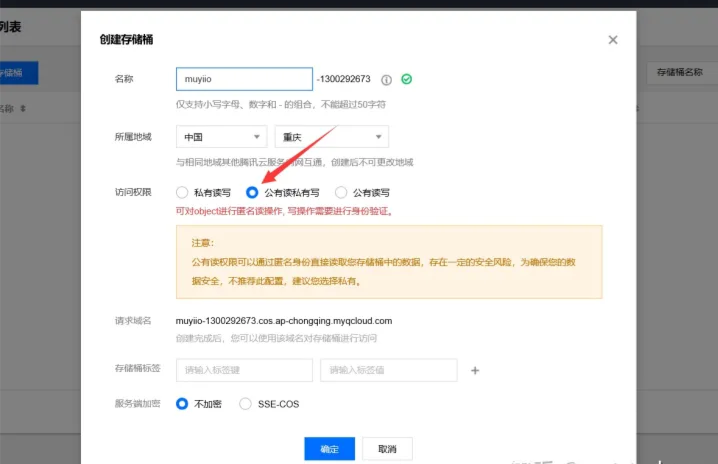 列表
创建存储桶
存储桶
存储桶名称
名称
muyiio
-1300292673
仅支持小写字母、数字和 - 的组合，不能超过50字符
所属地域
中国
重庆
与相同地域其他腾讯云服务
网互通，创建后不可更改地域
访问权限
私有读写
公有读私有写
公有读写
可对object进行匿名读操作, 写操作需要进行身份验证。
注意:
公有读权限可以通过匿名身份直接读取您存储桶中的数据，存在一定的安全风险，为确保您的数
据安全，不推荐此配置，建议您选择私有。
请求域名
muyiio-1300292673.cos.ap-chongqing.myqcloud.com
创建完成后，您可以使用该域名对存储桶进行访问
存储桶标签
请输入标签键
请输入标签值
服务端加密
不加密
SSE-COS
确定
取消